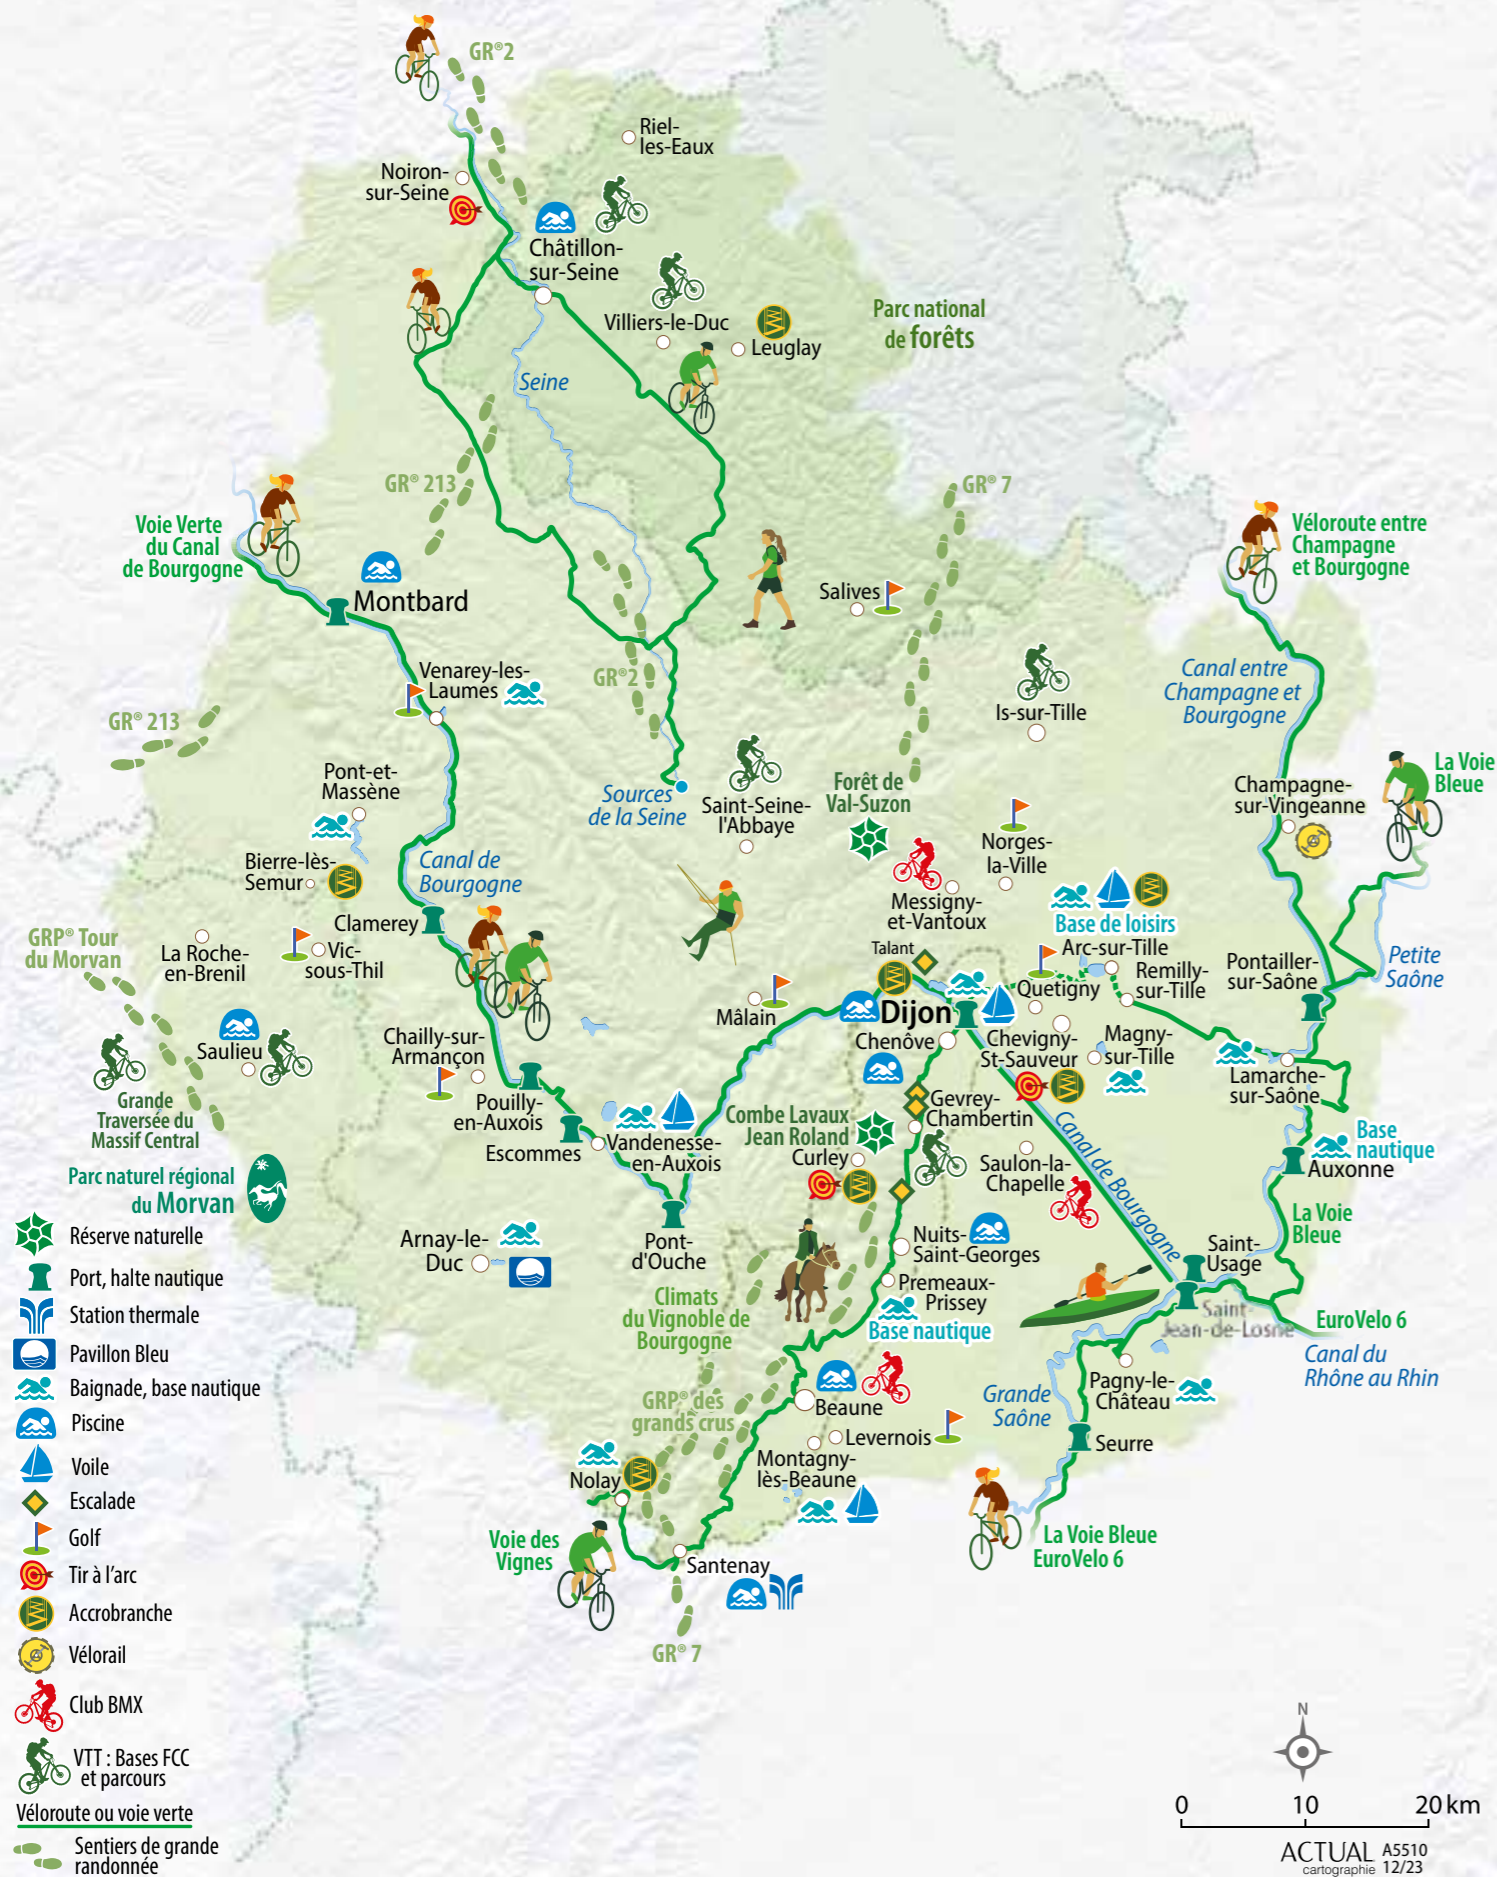 GR®2
Riel-
les-Eaux
Noiron-
sur-Seine
Châtillon-
sur-Seine
Villiers-le-Duc
Leuglay
Parc national
de forêts
Seine
GR® 213
GR® 7
Voie Verte
du Canal
de Bourgogne
Véloroute entre
Champagne
et Bourgogne
Montbard
Salives
Venarey-les-
Laumes
GR®2
Canal entre
Champagne et
Bourgogne
GR® 213
Is-sur-Tille
La Voie
Bleue
Pont-et-
Massène
Sources
de la Seine
Saint-Seine-
l'Abbaye
Forêt de
Val-Suzon
Champagne-
sur-Vingeanne
Norges-
la-Ville
Bierre-lès-
Semur
Canal de
Bourgogne
Messigny-
et-Vantoux
Base de loisirs
Clamerey
GRP® Tour
du Morvan
La Roche-
en-Brenil
Vic-
sous-Thil
Talant
Arc-sur-Tille
Remilly-
sur-Tille
Pontailler-
sur-Saône
Petite
Saône
Quetigny
Mâlain
Dijon
Chenôve
Chevigny-
St-Sauveur
Magny-
sur-Tille
Saulieu
Chailly-sur-
Armançon
Lamarche-
sur-Saône
Grande
Traversée du
Massif Central
Pouilly-
en-Auxois
Combe Lavaux
Jean Roland
Gevrey-
Chambertin
Canal de Bourgogne
Base
nautique
Escommes
Vandenesse-
en-Auxois
Curley
Saulon-la-
Chapelle
Auxonne
Parc naturel régional
du Morvan
La Voie
Bleue
Réserve naturelle
Arnay-le-
Duc
Pont-
d'Ouche
Nuits-
Saint-Georges
Saint-
Usage
Port, halte nautique
Premeaux-
Prissey
Climats
du Vignoble de
Bourgogne
Base nautique
Saint-
Jean-de-Losne
EuroVelo 6
Station thermale
Canal du
Rhône au Rhin
Pavillon Bleu
Baignade, base nautique
Pagny-le-
Château
GRP® des
grands crus
Beaune
Grande
Saône
Piscine
Levernois
Seurre
Montagny-
lès-Beaune
Voile
Nolay
Escalade
Voie des
Vignes
La Voie Bleue
EuroVelo 6
Golf
Santenay
Tir à l'arc
Accrobranche
GR® 7
Vélorail
Club BMX
VTT : Bases FCC
et parcours
Véloroute ou voie verte
Sentiers de grande
randonnée
N
0 10 20 km
ACTUAL A5510
cartographie 12/23